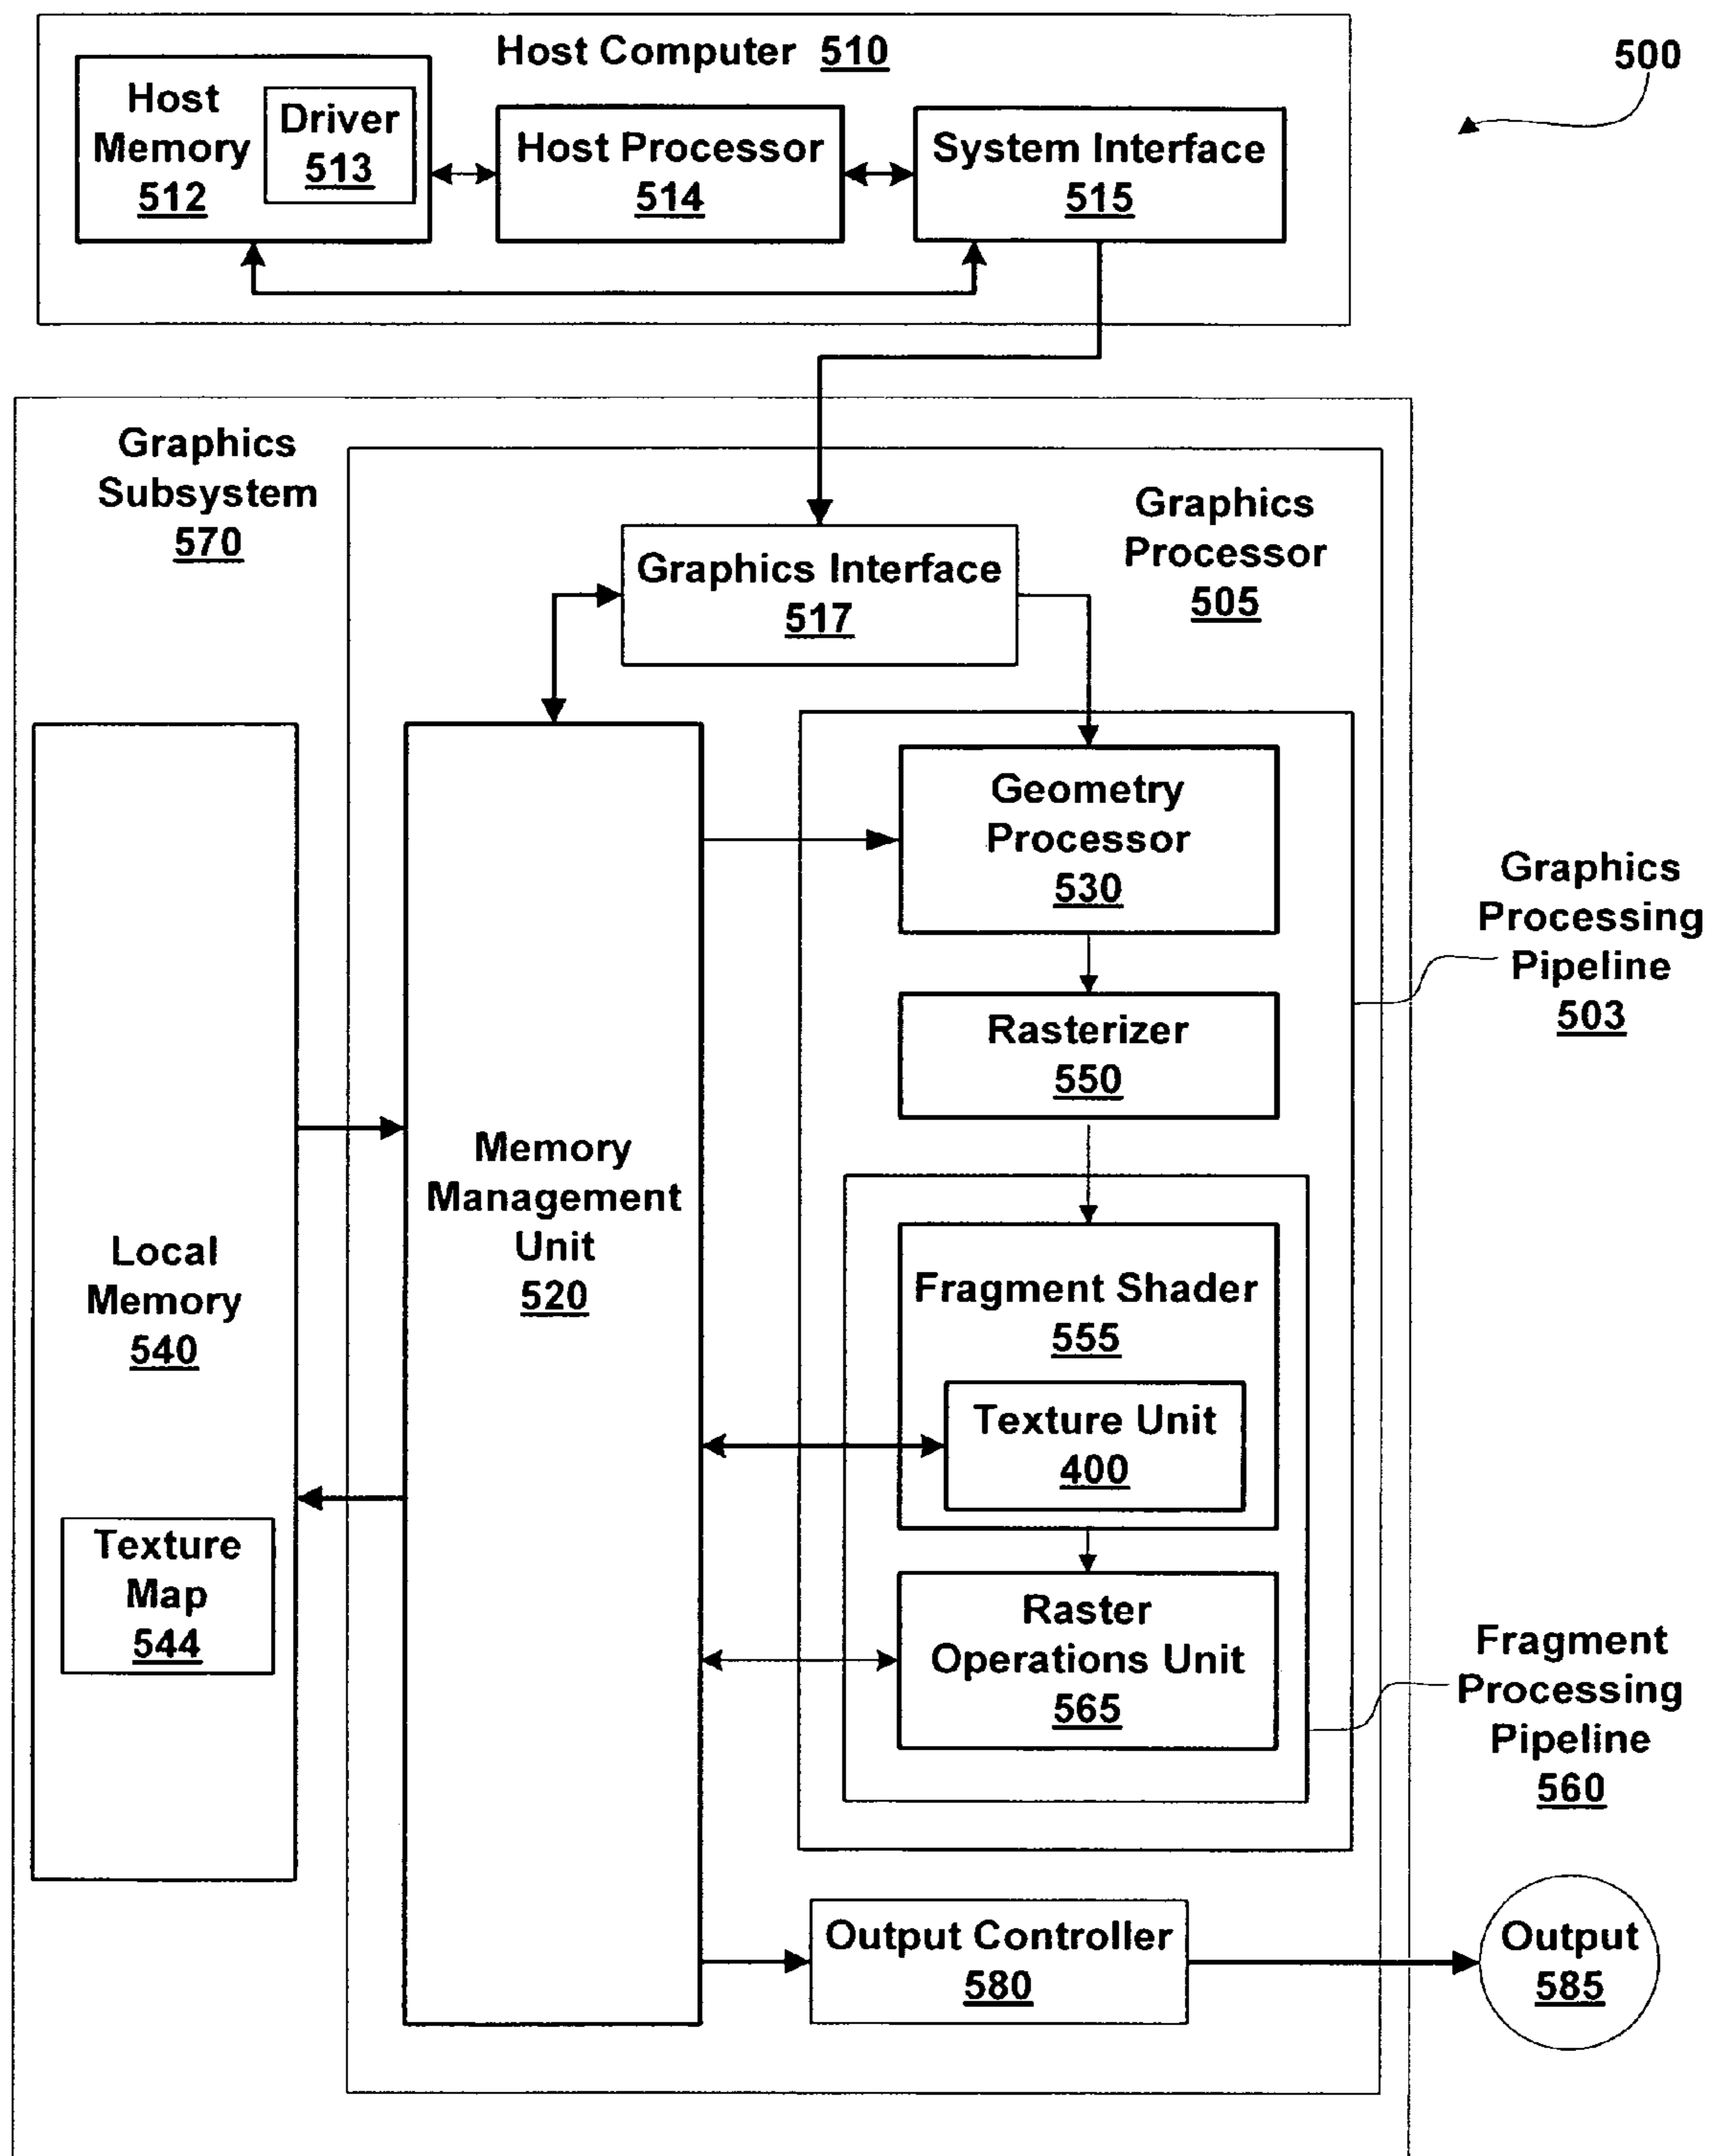 Host Computer 510
500
Host
Memory
512
Driver
513
Host Processor
514
System Interface
515
Graphics
Subsystem
570
Graphics
Processor
505
Graphics Interface
517
Geometry
Processor
530
Graphics
Processing
Pipeline
503
Rasterizer
550
Memory
Management
Unit
520
Local
Memory
540
Fragment Shader
555
Texture Unit
400
Texture
Map
544
Raster
Operations Unit
565
Fragment
Processing
Pipeline
560
Output Controller
580
Output
585